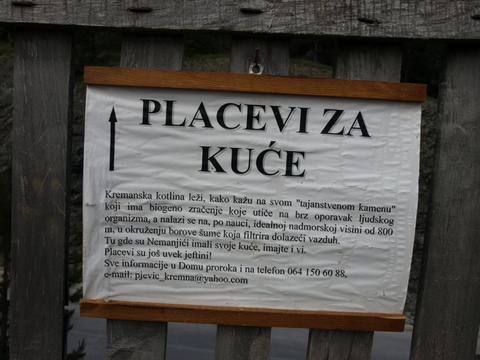 PLACEVI ZA
KUĆE
Kremanska kotlina leži, kako kažu na svom "tajanstvenom kamenu"
koji ima biogeno zračenje koje utiče na brz oporavak ljudskog
organizma, a nalazi se na, po nauci, idealnoj nadmorskoj visini od 800
m, u okruženju borove šume koja filtrira dolazeći vazduh.
Tu gde su Nemanjići imali svoje kuće, imajte i vi.
Placevi su još uvek jeftini!
Sve informacije u Domu proroka i na telefon 064 150 60 88,
e-mail: pjevic_kremna@yahoo.com